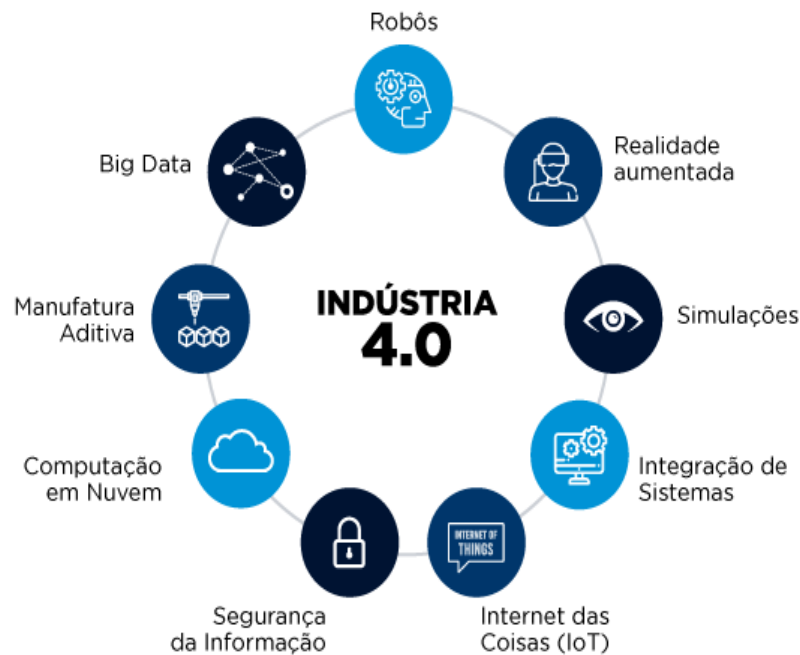 Robôs
Realidade
aumentada
Simulações
Integração de
Sistemas
INTERNET OF
THINGS
Internet das
Coisas (IoT)
Segurança
da Informação
Computação
em Nuvem
Manufatura
Aditiva
Big Data
INDÚSTRIA
4.0